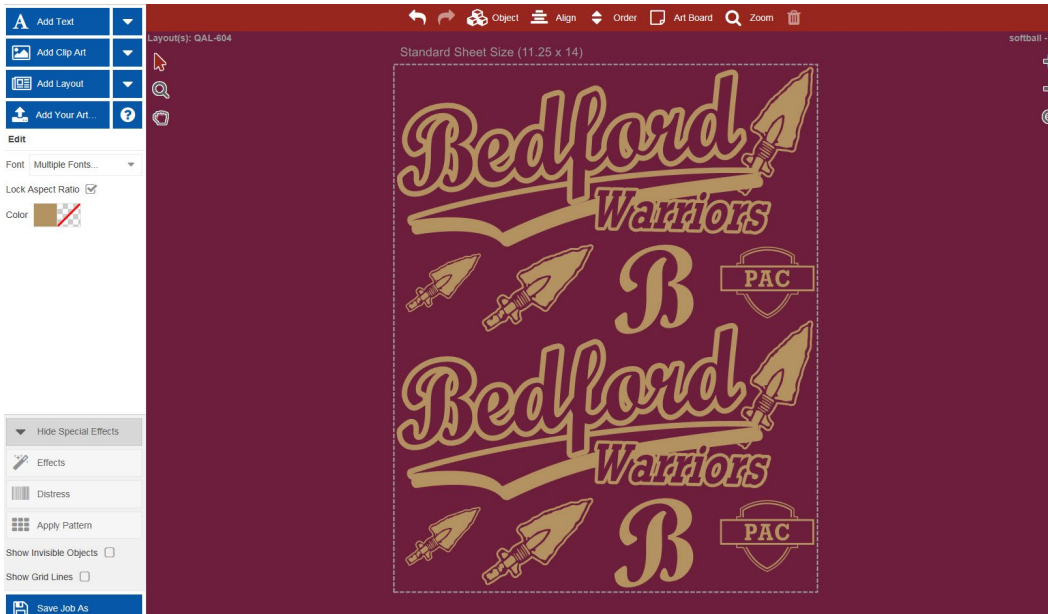 Add Text
Object
Align
Order
Art Board
Zoom
Layout(s): QAL-604
softball -
Add Clip Art
Add Layout
Add Your Art...
?
Edit
Font Multiple Fonts...
Lock Aspect Ratio
Color
Standard Sheet Size (11.25 x 14)
Bedford
Warriors
B
PAC
Bedford
Warriors
B
PAC
Hide Special Effects
Effects
Distress
Apply Pattern
Show Invisible Objects
Show Grid Lines
Save Job As